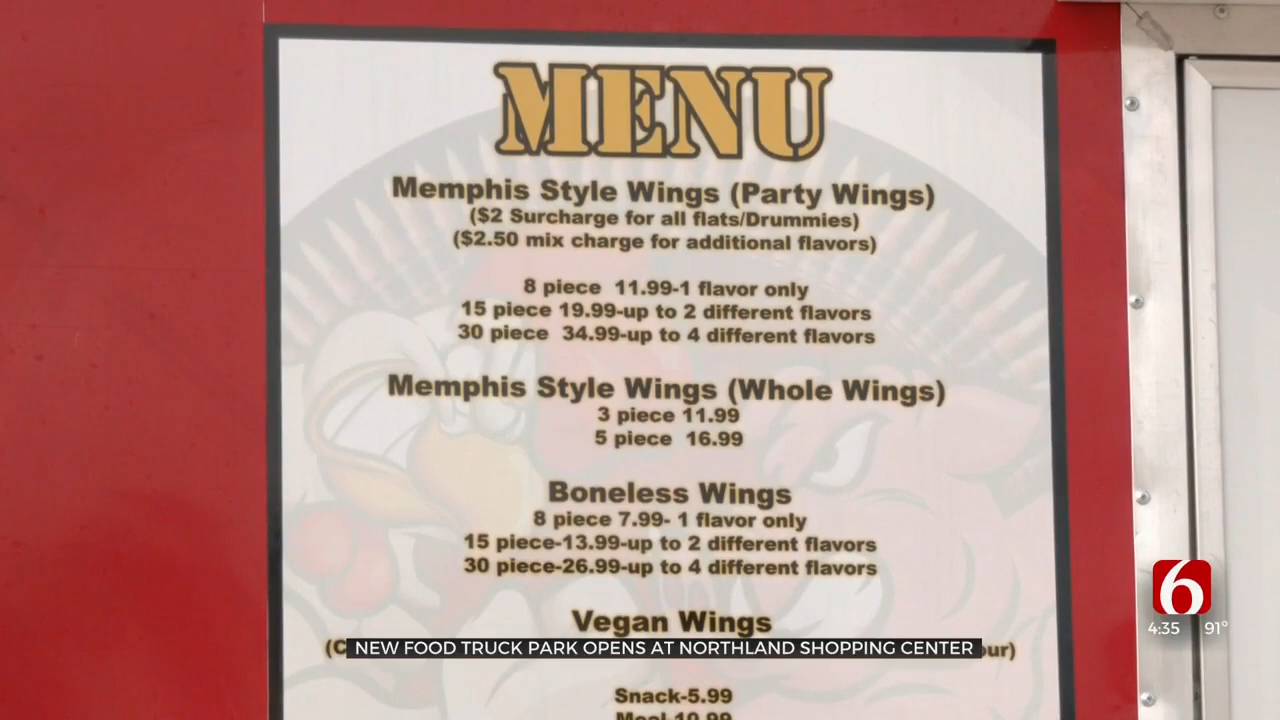 MENU
Memphis Style Wings (Party Wings)
($2 Surcharge for all flats/Drummies)
($2.50 mix charge for additional flavors)
8 piece 11.99-1 flavor only
15 piece 19.99-up to 2 different flavors
30 piece 34.99-up to 4 different flavors
Memphis Style Wings (Whole Wings)
3 piece 11.99
5 piece 16.99
Boneless Wings
8 piece 7.99- 1 flavor only
15 piece-13.99-up to 2 different flavors
30 piece-26.99-up to 4 different flavors
Vegan Wings
NEW FOOD TRUCK PARK OPENS AT NORTHLAND SHOPPING CENTER
Snack-5.99
Meal-10.99
6
4:35 91°